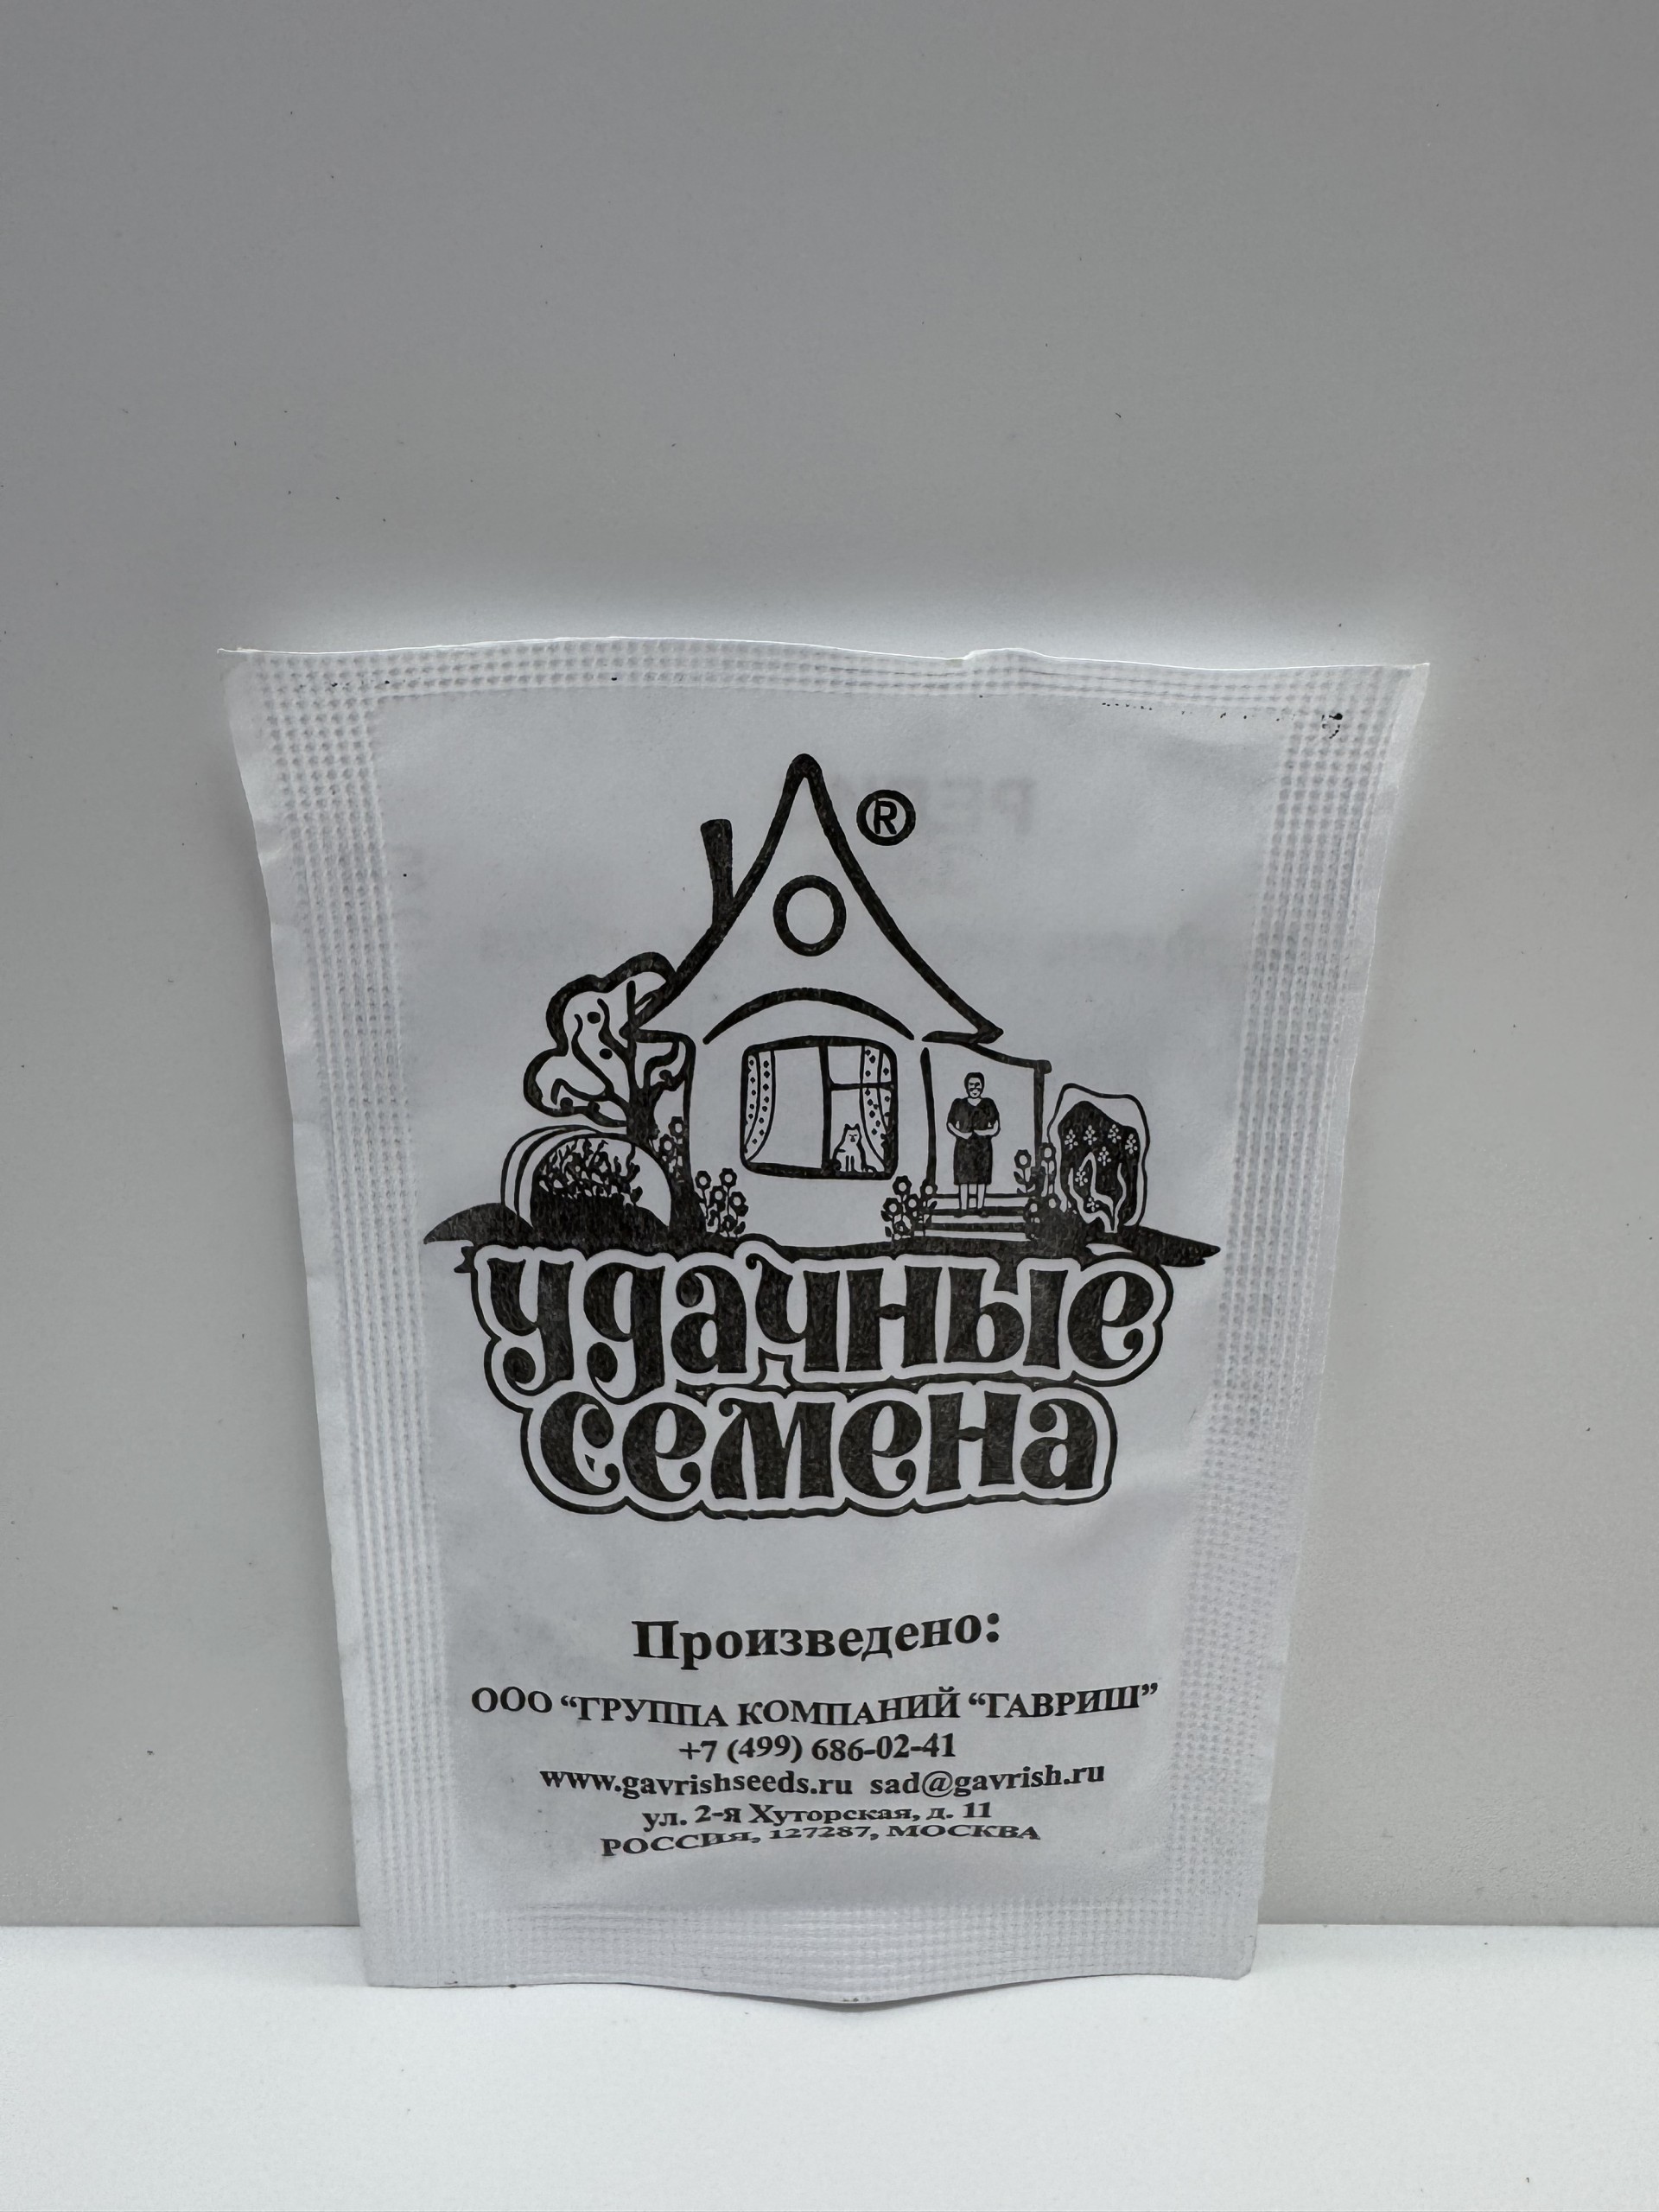 ®
удачные
семена
Произведено:
ООО “ГРУППА КОМПАНИЙ “ГАВРИШ”
+7 (499) 686-02-41
www.gavrishseeds.ru sad@gavrish.ru
ул. 2-я Хуторская, д. 11
РОССИЯ, 127287, МОСКВА